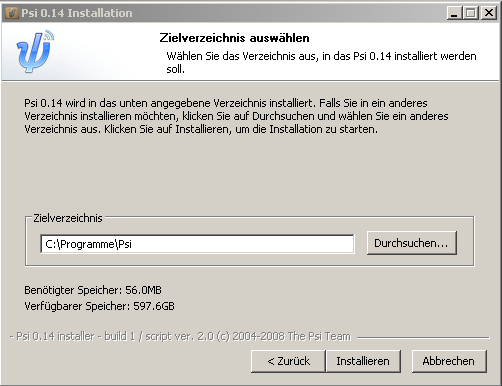 Psi 0.14 Installation
Zielverzeichnis auswählen
Wählen Sie das Verzeichnis aus, in das Psi 0.14 installiert werden
soll.
Psi 0.14 wird in das unten angegebene Verzeichnis installiert. Falls Sie in ein anderes
Verzeichnis installieren möchten, klicken Sie auf Durchsuchen und wählen Sie ein anderes
Verzeichnis aus. Klicken Sie auf Installieren, um die Installation zu starten.
Zielverzeichnis
C:\Programme\Psi
Durchsuchen...
Benötigter Speicher: 56.0MB
Verfügbarer Speicher: 597.6GB
Psi 0.14 installer - build 1 / script ver. 2.0 (c) 2004-2008 The Psi Team
< Zurück
Installieren
Abbrechen